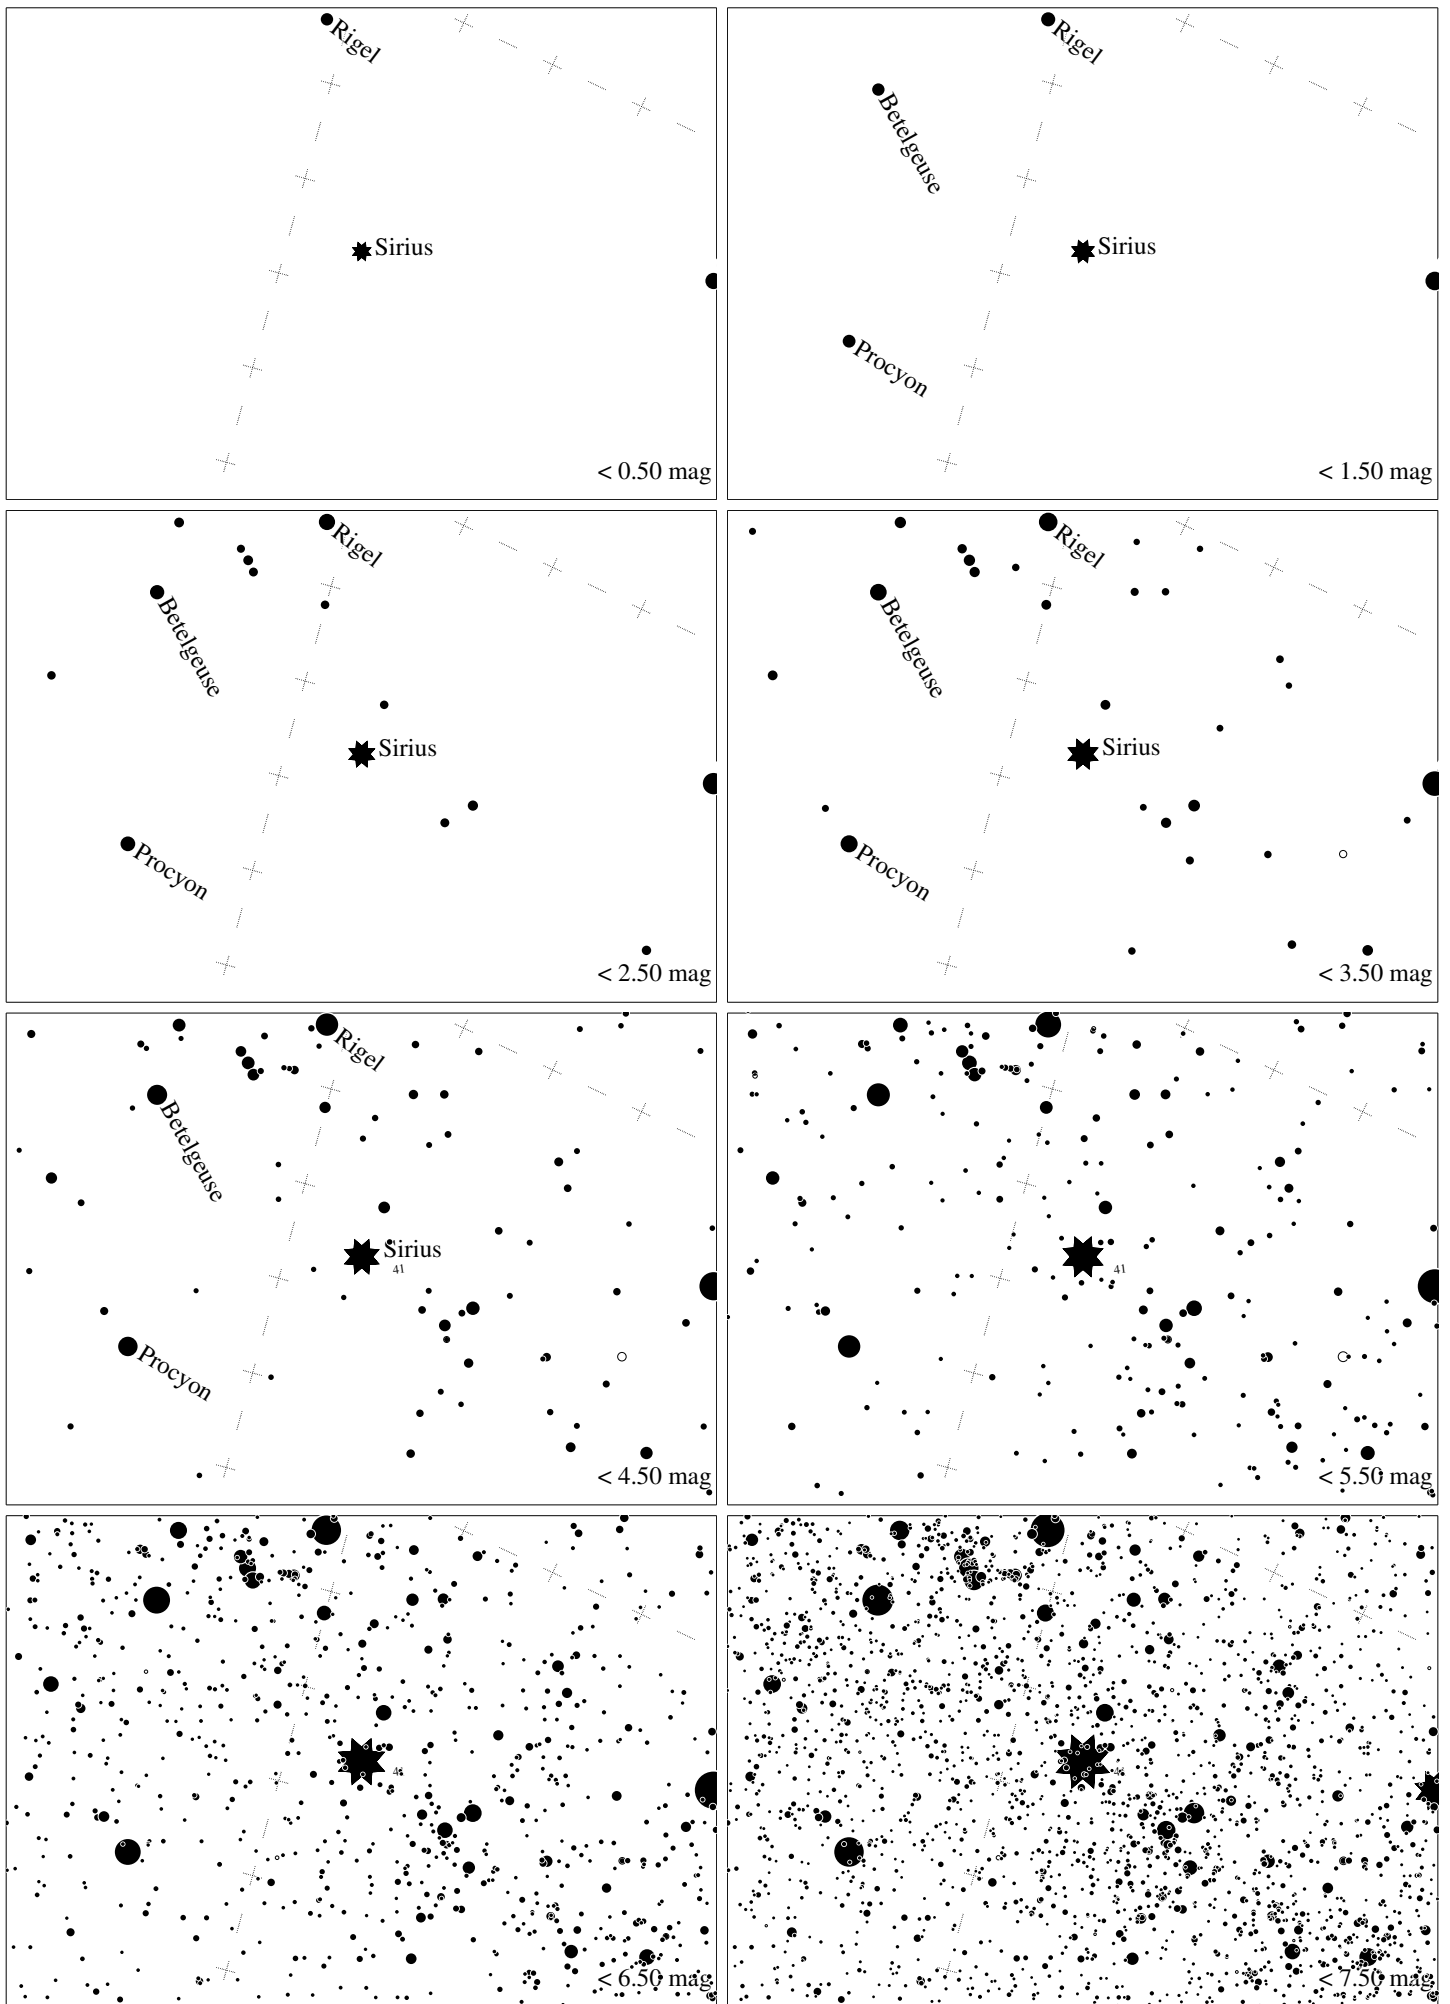 Rigel
Sirius
< 0.50 mag
Rigel
Betelgeuse
Sirius
Procyon
< 1.50 mag
Rigel
Betelgeuse
Sirius
Procyon
< 2.50 mag
Rigel
Betelgeuse
Sirius
Procyon
< 3.50 mag
Rigel
Betelgeuse
Sirius
41
Procyon
< 4.50 mag
41
< 5.50 mag
41
< 6.50 mag
41
< 7.50 mag